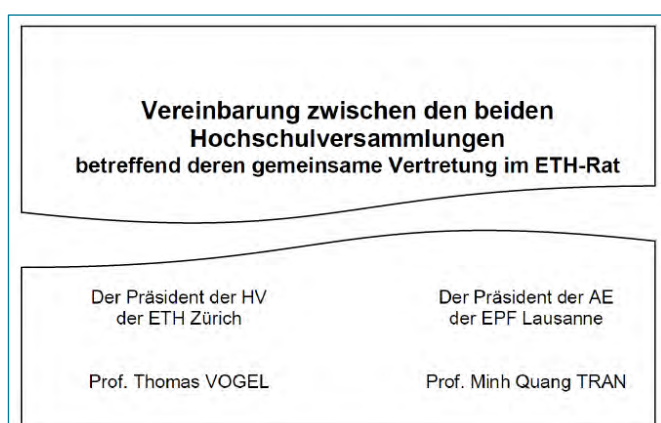 Vereinbarung zwischen den beiden
Hochschulversammlungen
betreffend deren gemeinsame Vertretung im ETH-Rat
Der Präsident der HV
der ETH Zürich
Der Präsident der AE
der EPF Lausanne
Prof. Thomas VOGEL
Prof. Minh Quang TRAN